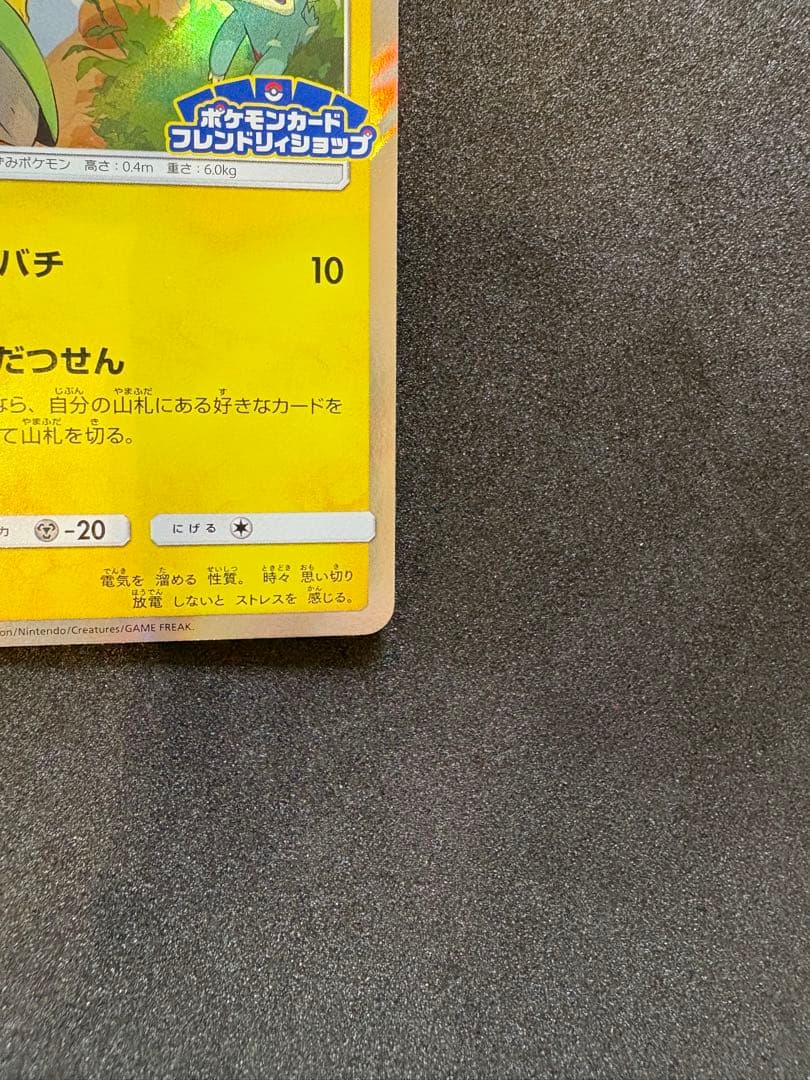 ポケモンカード
フレンドリィショップ
ずみポケモン 高さ：0.4m 重さ：6.0kg
バチ 10
だつせん
なら、自分の山札にある好きなカードを
て山札を切る。
力 -20 にげる
電気を 溜める 性質。 時々 思い切り
放電 しないと ストレスを 感じる。
on/Nintendo/Creatures/GAME FREAK.